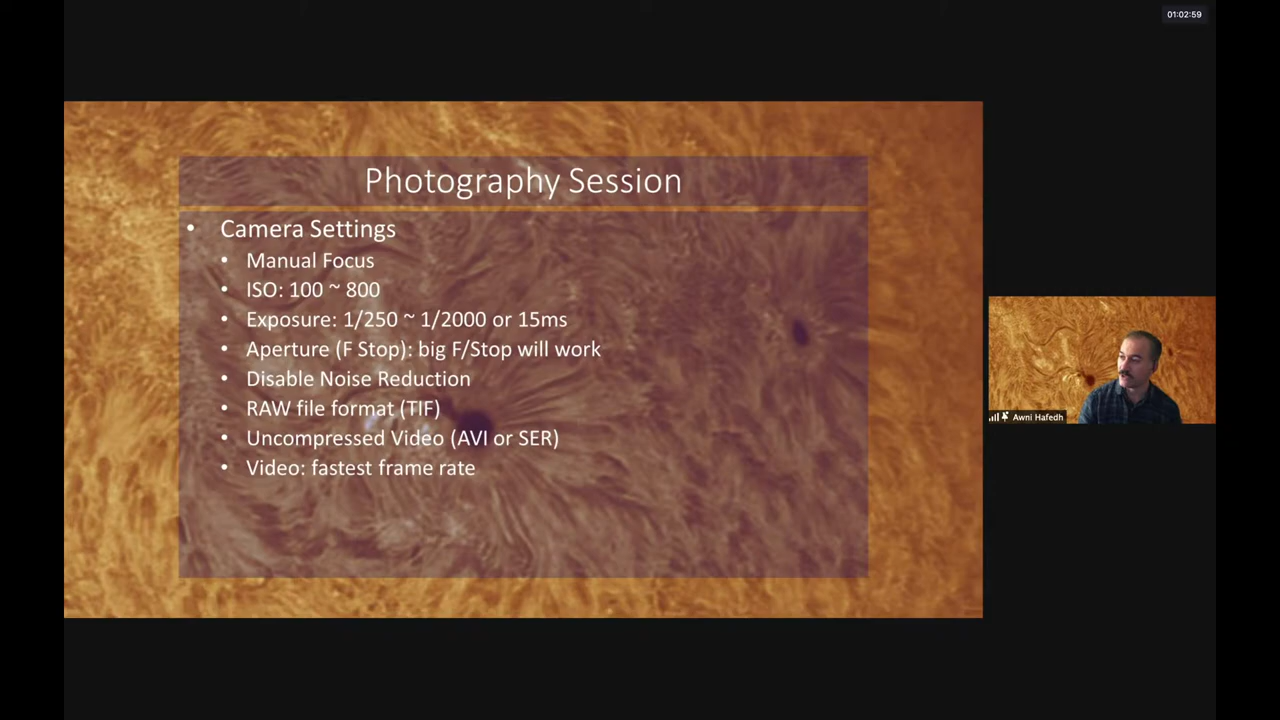 01:02:59
Photography Session
• Camera Settings
• Manual Focus
• ISO: 100 ~ 800
• Exposure: 1/250 ~ 1/2000 or 15ms
• Aperture (F Stop): big F/Stop will work
• Disable Noise Reduction
• RAW file format (TIF)
• Uncompressed Video (AVI or SER)
• Video: fastest frame rate
Awni Hafedh